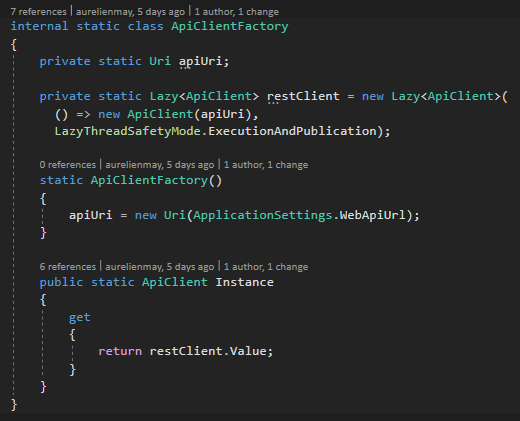 7 references | aurelienmay, 5 days ago | 1 author, 1 change
internal static class ApiClientFactory
{
    private static Uri apiUri;

    private static Lazy<ApiClient> restClient = new Lazy<ApiClient>(
      () => new ApiClient(apiUri),
      LazyThreadSafetyMode.ExecutionAndPublication);

    0 references | aurelienmay, 5 days ago | 1 author, 1 change
    static ApiClientFactory()
    {
        apiUri = new Uri(ApplicationSettings.WebApiUrl);
    }

    6 references | aurelienmay, 5 days ago | 1 author, 1 change
    public static ApiClient Instance
    {
        get
        {
            return restClient.Value;
        }
    }
}